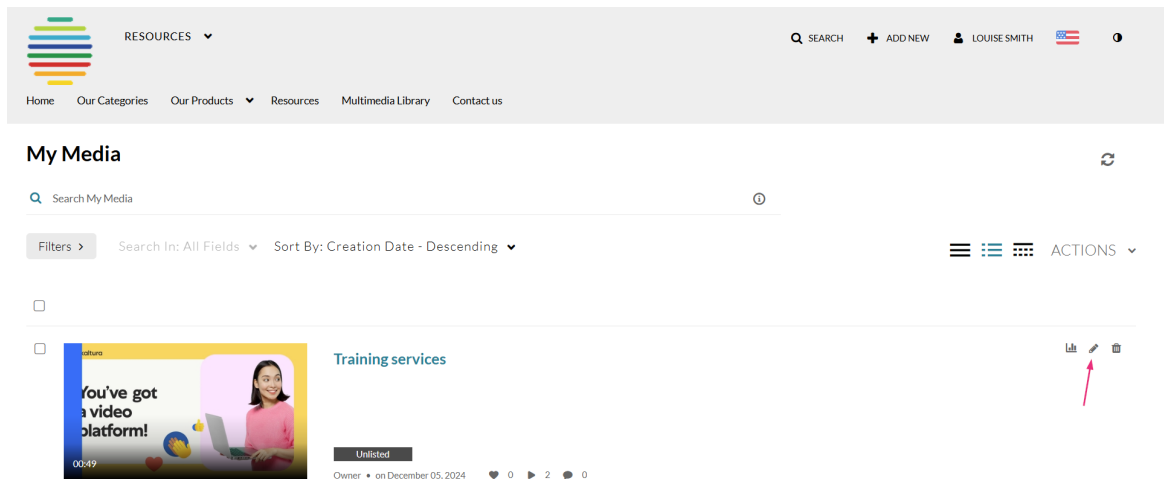 RESOURCES
SEARCH ADD NEW LOUISE SMITH
Home Our Categories Our Products Resources Multimedia Library Contact us
My Media
Search My Media
Filters > Search In: All Fields Sort By: Creation Date - Descending
ACTIONS
kaltura
You've got
a video
platform!
00:49
Training services
Unlisted
Owner • on December 05, 2024 0 2 0